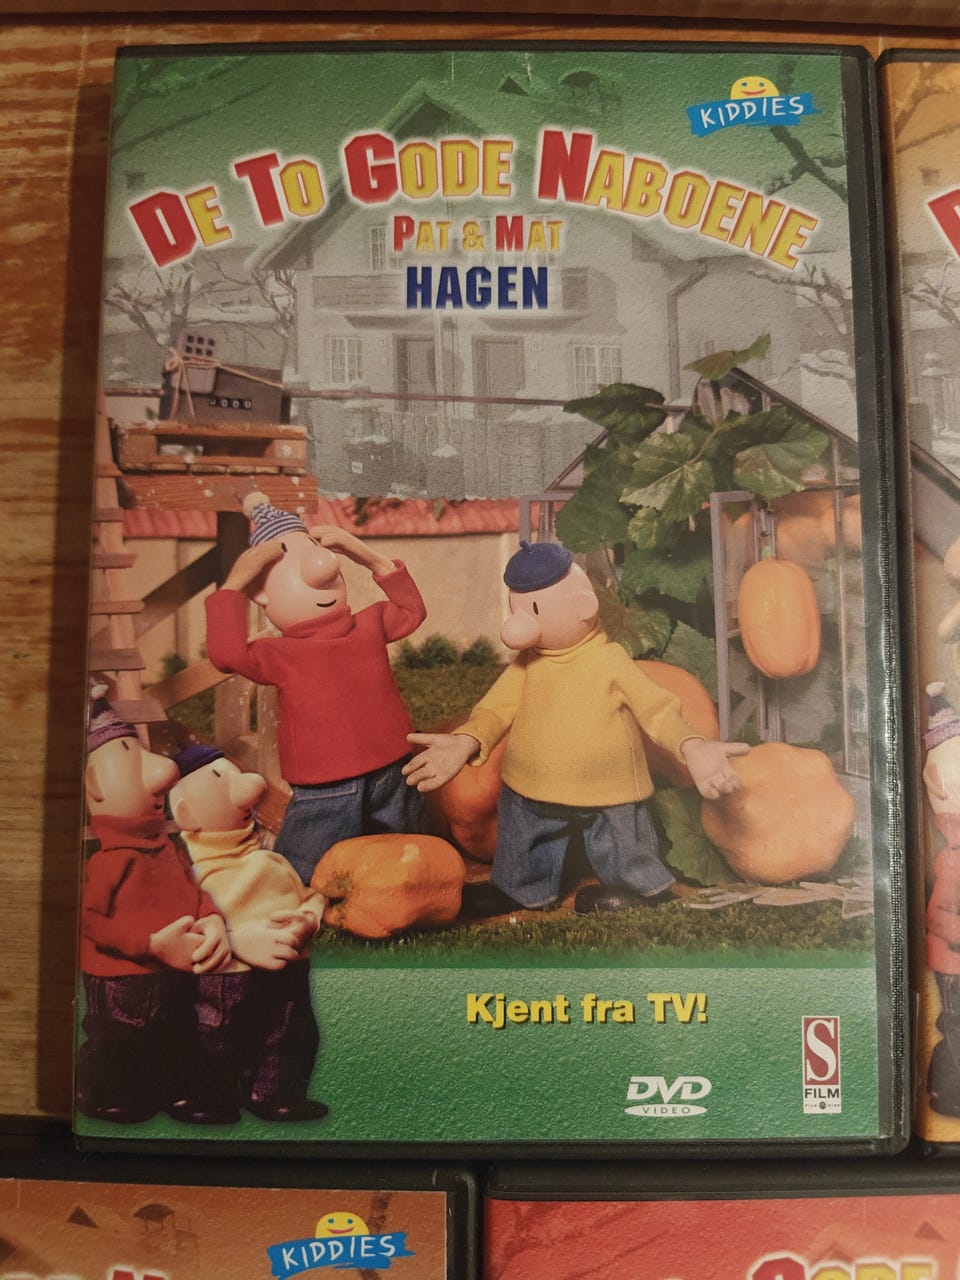 KIDDIES
DE TO GODE NABOENE
PAT & MAT
HAGEN
Kjent fra TV!
DVD
VIDEO
S
FILM
KIDDIES